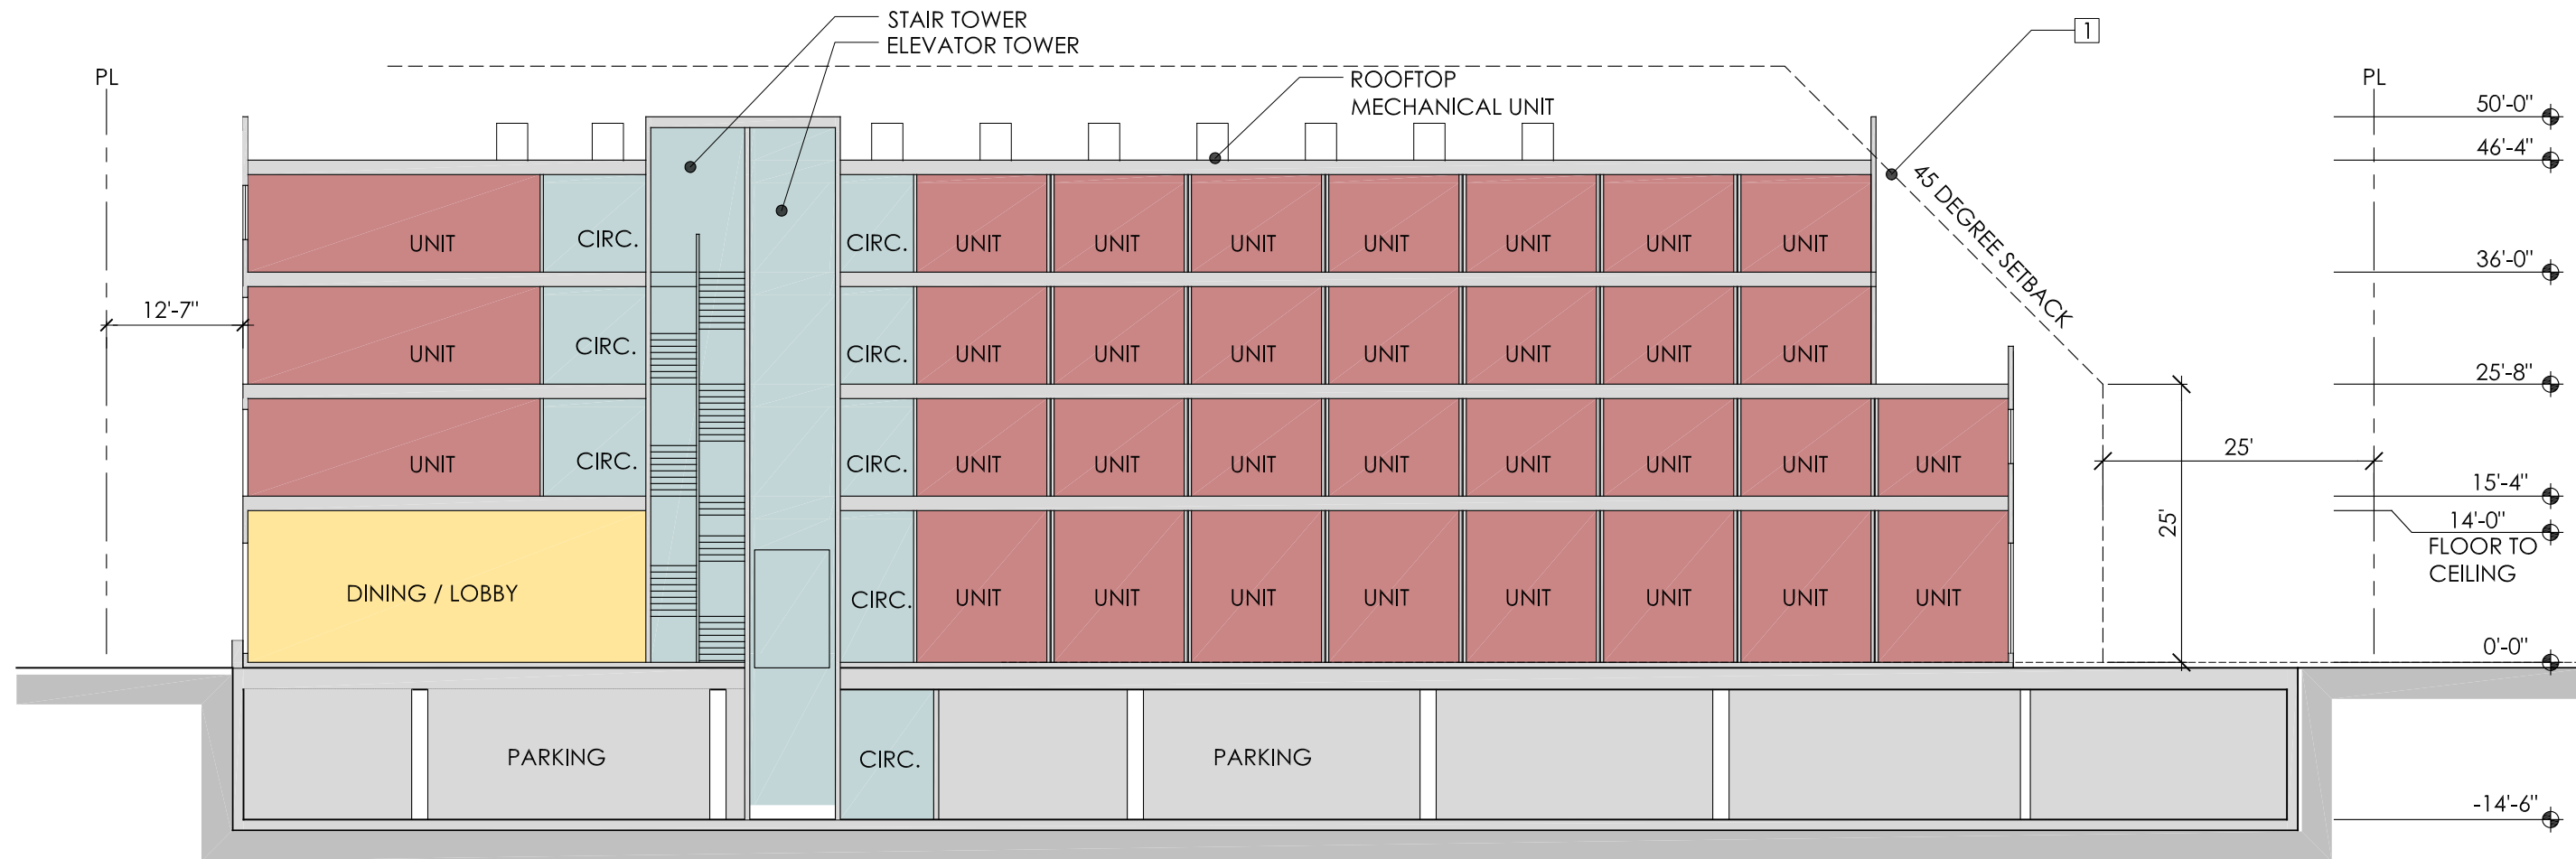 STAIR TOWER
ELEVATOR TOWER
1
PL
ROOFTOP
MECHANICAL UNIT
PL
50'-0"
46'-4"
45 DEGREE SETBACK
UNIT CIRC. CIRC. UNIT UNIT UNIT UNIT UNIT UNIT UNIT
36'-0"
12'-7"
UNIT CIRC. CIRC. UNIT UNIT UNIT UNIT UNIT UNIT UNIT
25'-8"
25'
UNIT CIRC. CIRC. UNIT UNIT UNIT UNIT UNIT UNIT UNIT UNIT
15'-4"
25'
14'-0"
FLOOR TO
CEILING
DINING / LOBBY CIRC. UNIT UNIT UNIT UNIT UNIT UNIT UNIT UNIT
0'-0"
PARKING CIRC. PARKING
-14'-6"